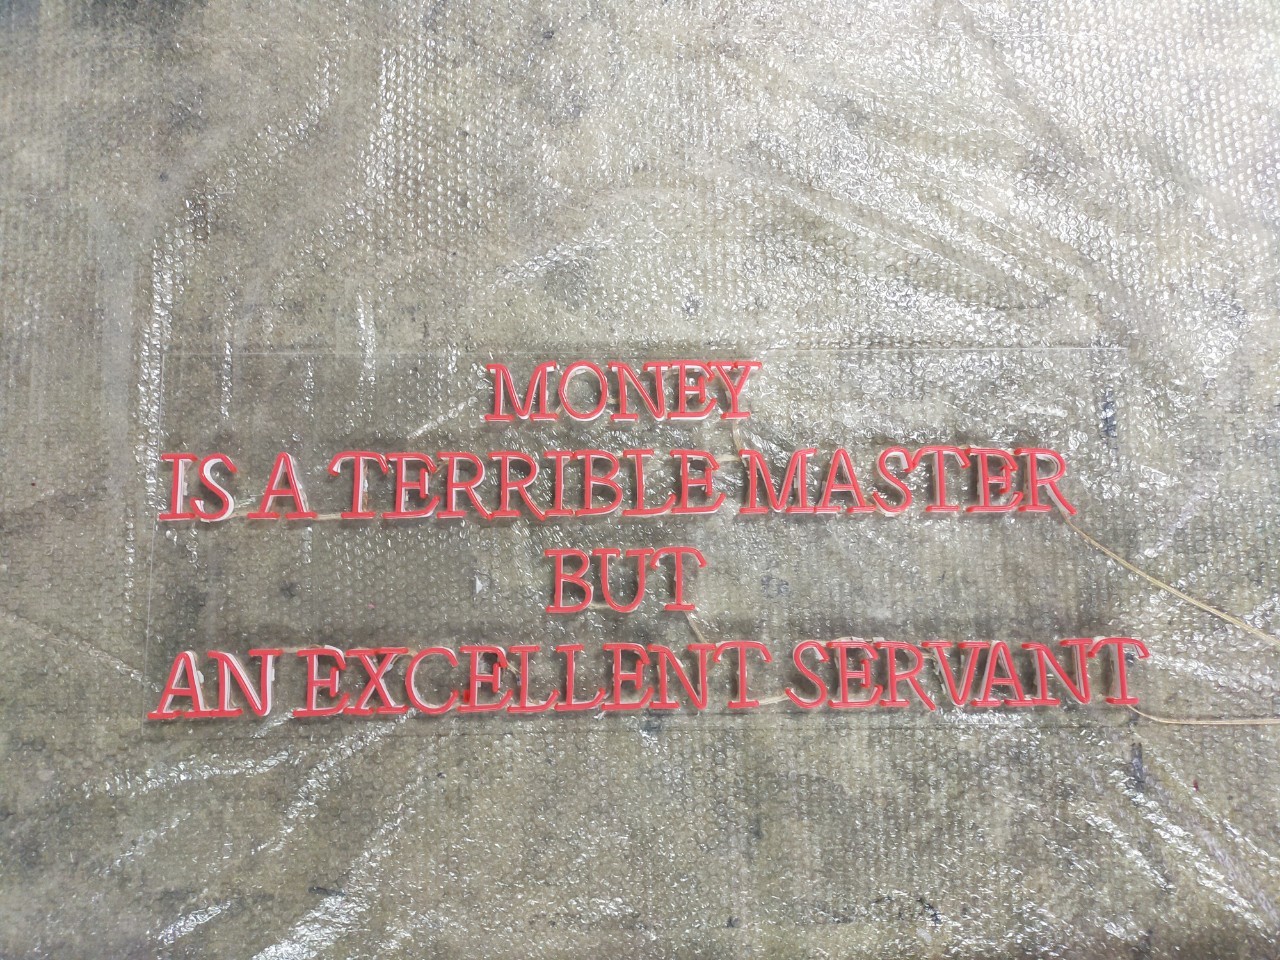 MONEY
IS A TERRIBLE MASTER
BUT
AN EXCELLENT SERVANT